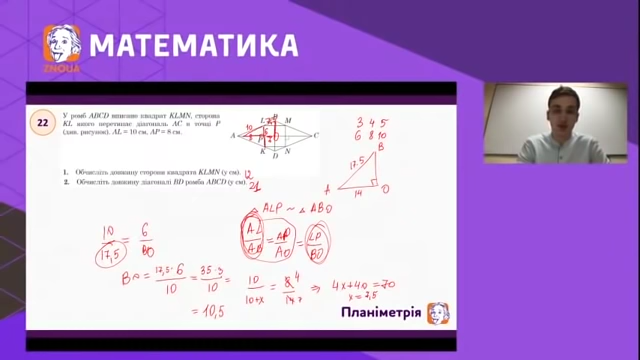 ZNOUA
МАТЕМАТИКА
22
У ромб ABCD вписано квадрат KLMN, сторона
KL якого перетинає діагональ AC в точці P
(див. рисунок). AL = 10 см, AP = 8 см.
1. Обчисліть довжину сторони квадрата KLMN (у см).
12
2. Обчисліть довжину діагоналі BD ромба ABCD (у см).
21
A
L
B
M
C
K
D
N
10
8
3 4 5
6 8 10
B
17,5
A
14
O
△ ALP ~ △ ABO
AL/AB = AP/AO = LP/BO
10/17,5 = 6/BO
BO = 17,5·6/10 = 35·3/10 =
= 10,5
10/10+x = 8/14 ⇒ 4x+40=70
x=7,5
Планіметрія